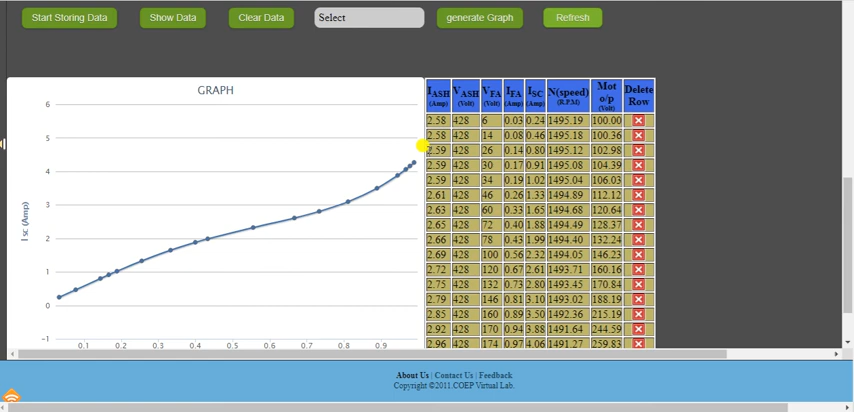 Start Storing Data Show Data Clear Data Select generate Graph Refresh
GRAPH
6
5
4
3
2
1
0
-1
I sc (Amp)
0.1 0.2 0.3 0.4 0.5 0.6 0.7 0.8 0.9
I ASH (Amp) V ASH (Volt) V FA (Volt) I FA (Amp) I SC (Amp) N(speed) (R.P.M) Mot o/p (Volt) Delete Row
2.58 428 6 0.03 0.24 1495.19 100.00
2.58 428 14 0.08 0.46 1495.18 100.36
2.59 428 26 0.14 0.80 1495.12 102.98
2.59 428 30 0.17 0.91 1495.08 104.39
2.59 428 34 0.19 1.02 1495.04 106.03
2.61 428 46 0.26 1.33 1494.89 112.12
2.63 428 60 0.33 1.65 1494.68 120.64
2.65 428 72 0.40 1.88 1494.49 128.37
2.66 428 78 0.43 1.99 1494.40 132.24
2.69 428 100 0.56 2.32 1494.05 146.23
2.72 428 120 0.67 2.61 1493.71 160.16
2.75 428 132 0.73 2.80 1493.45 170.84
2.79 428 146 0.81 3.10 1493.02 188.19
2.85 428 160 0.89 3.50 1492.36 215.19
2.92 428 170 0.94 3.88 1491.64 244.59
2.96 428 174 0.97 4.06 1491.27 259.83
About Us | Contact Us | Feedback
Copyright ©2011.COEP Virtual Lab.